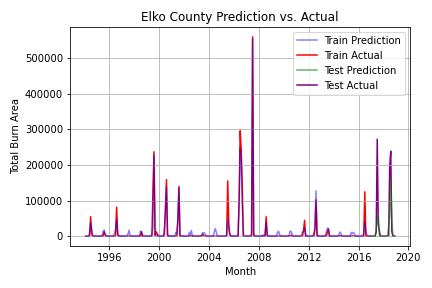 Elko County Prediction vs. Actual
Train Prediction
Train Actual
Test Prediction
Test Actual
Total Burn Area
500000
400000
300000
200000
100000
0
1996
2000
2004
2008
2012
2016
2020
Month